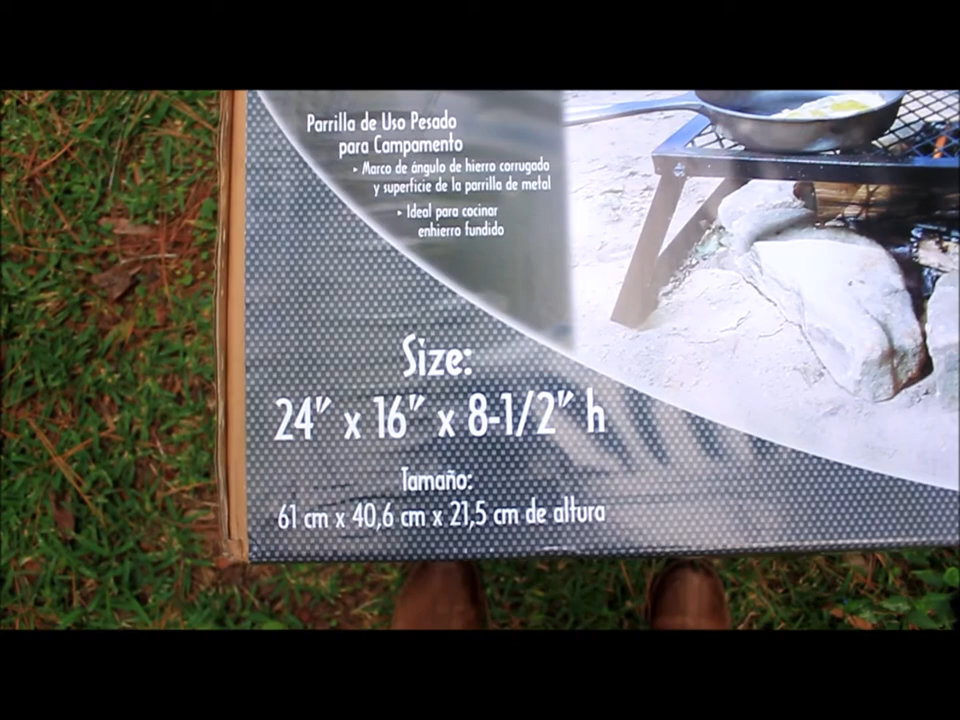 Parrilla de Uso Pesado
para Campamento
▸ Marco de ángulo de hierro corrugado
y superficie de la parrilla de metal
▸ Ideal para cocinar
enhierro fundido
Size:
24" x 16" x 8-1/2" h
Tamaño:
61 cm x 40,6 cm x 21,5 cm de altura